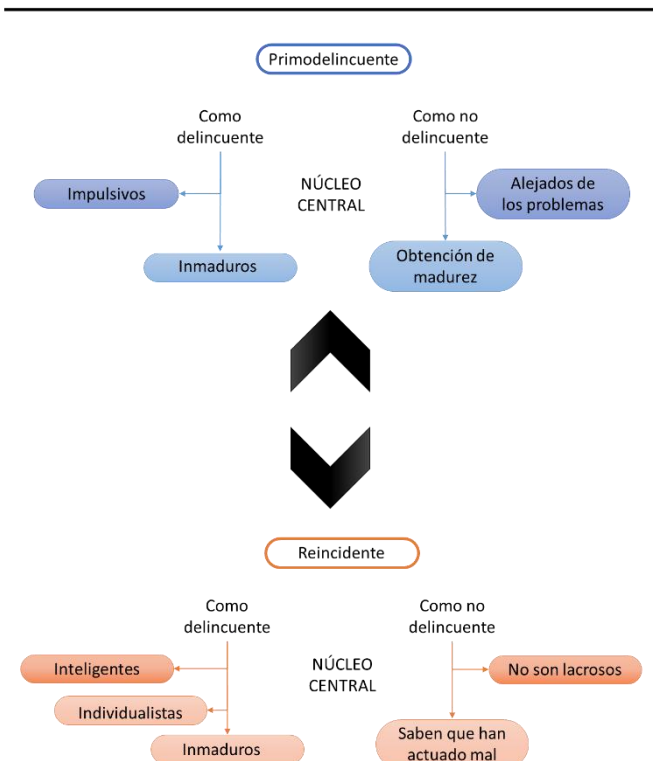 Primodelincuente
Como
delincuente
Como no
delincuente
Impulsivos
NÚCLEO
CENTRAL
Alejados de
los problemas
Inmaduros
Obtención de
madurez
Reincidente
Como
delincuente
Como no
delincuente
Inteligentes
NÚCLEO
CENTRAL
No son lacrosos
Individualistas
Inmaduros
Saben que han
actuado mal